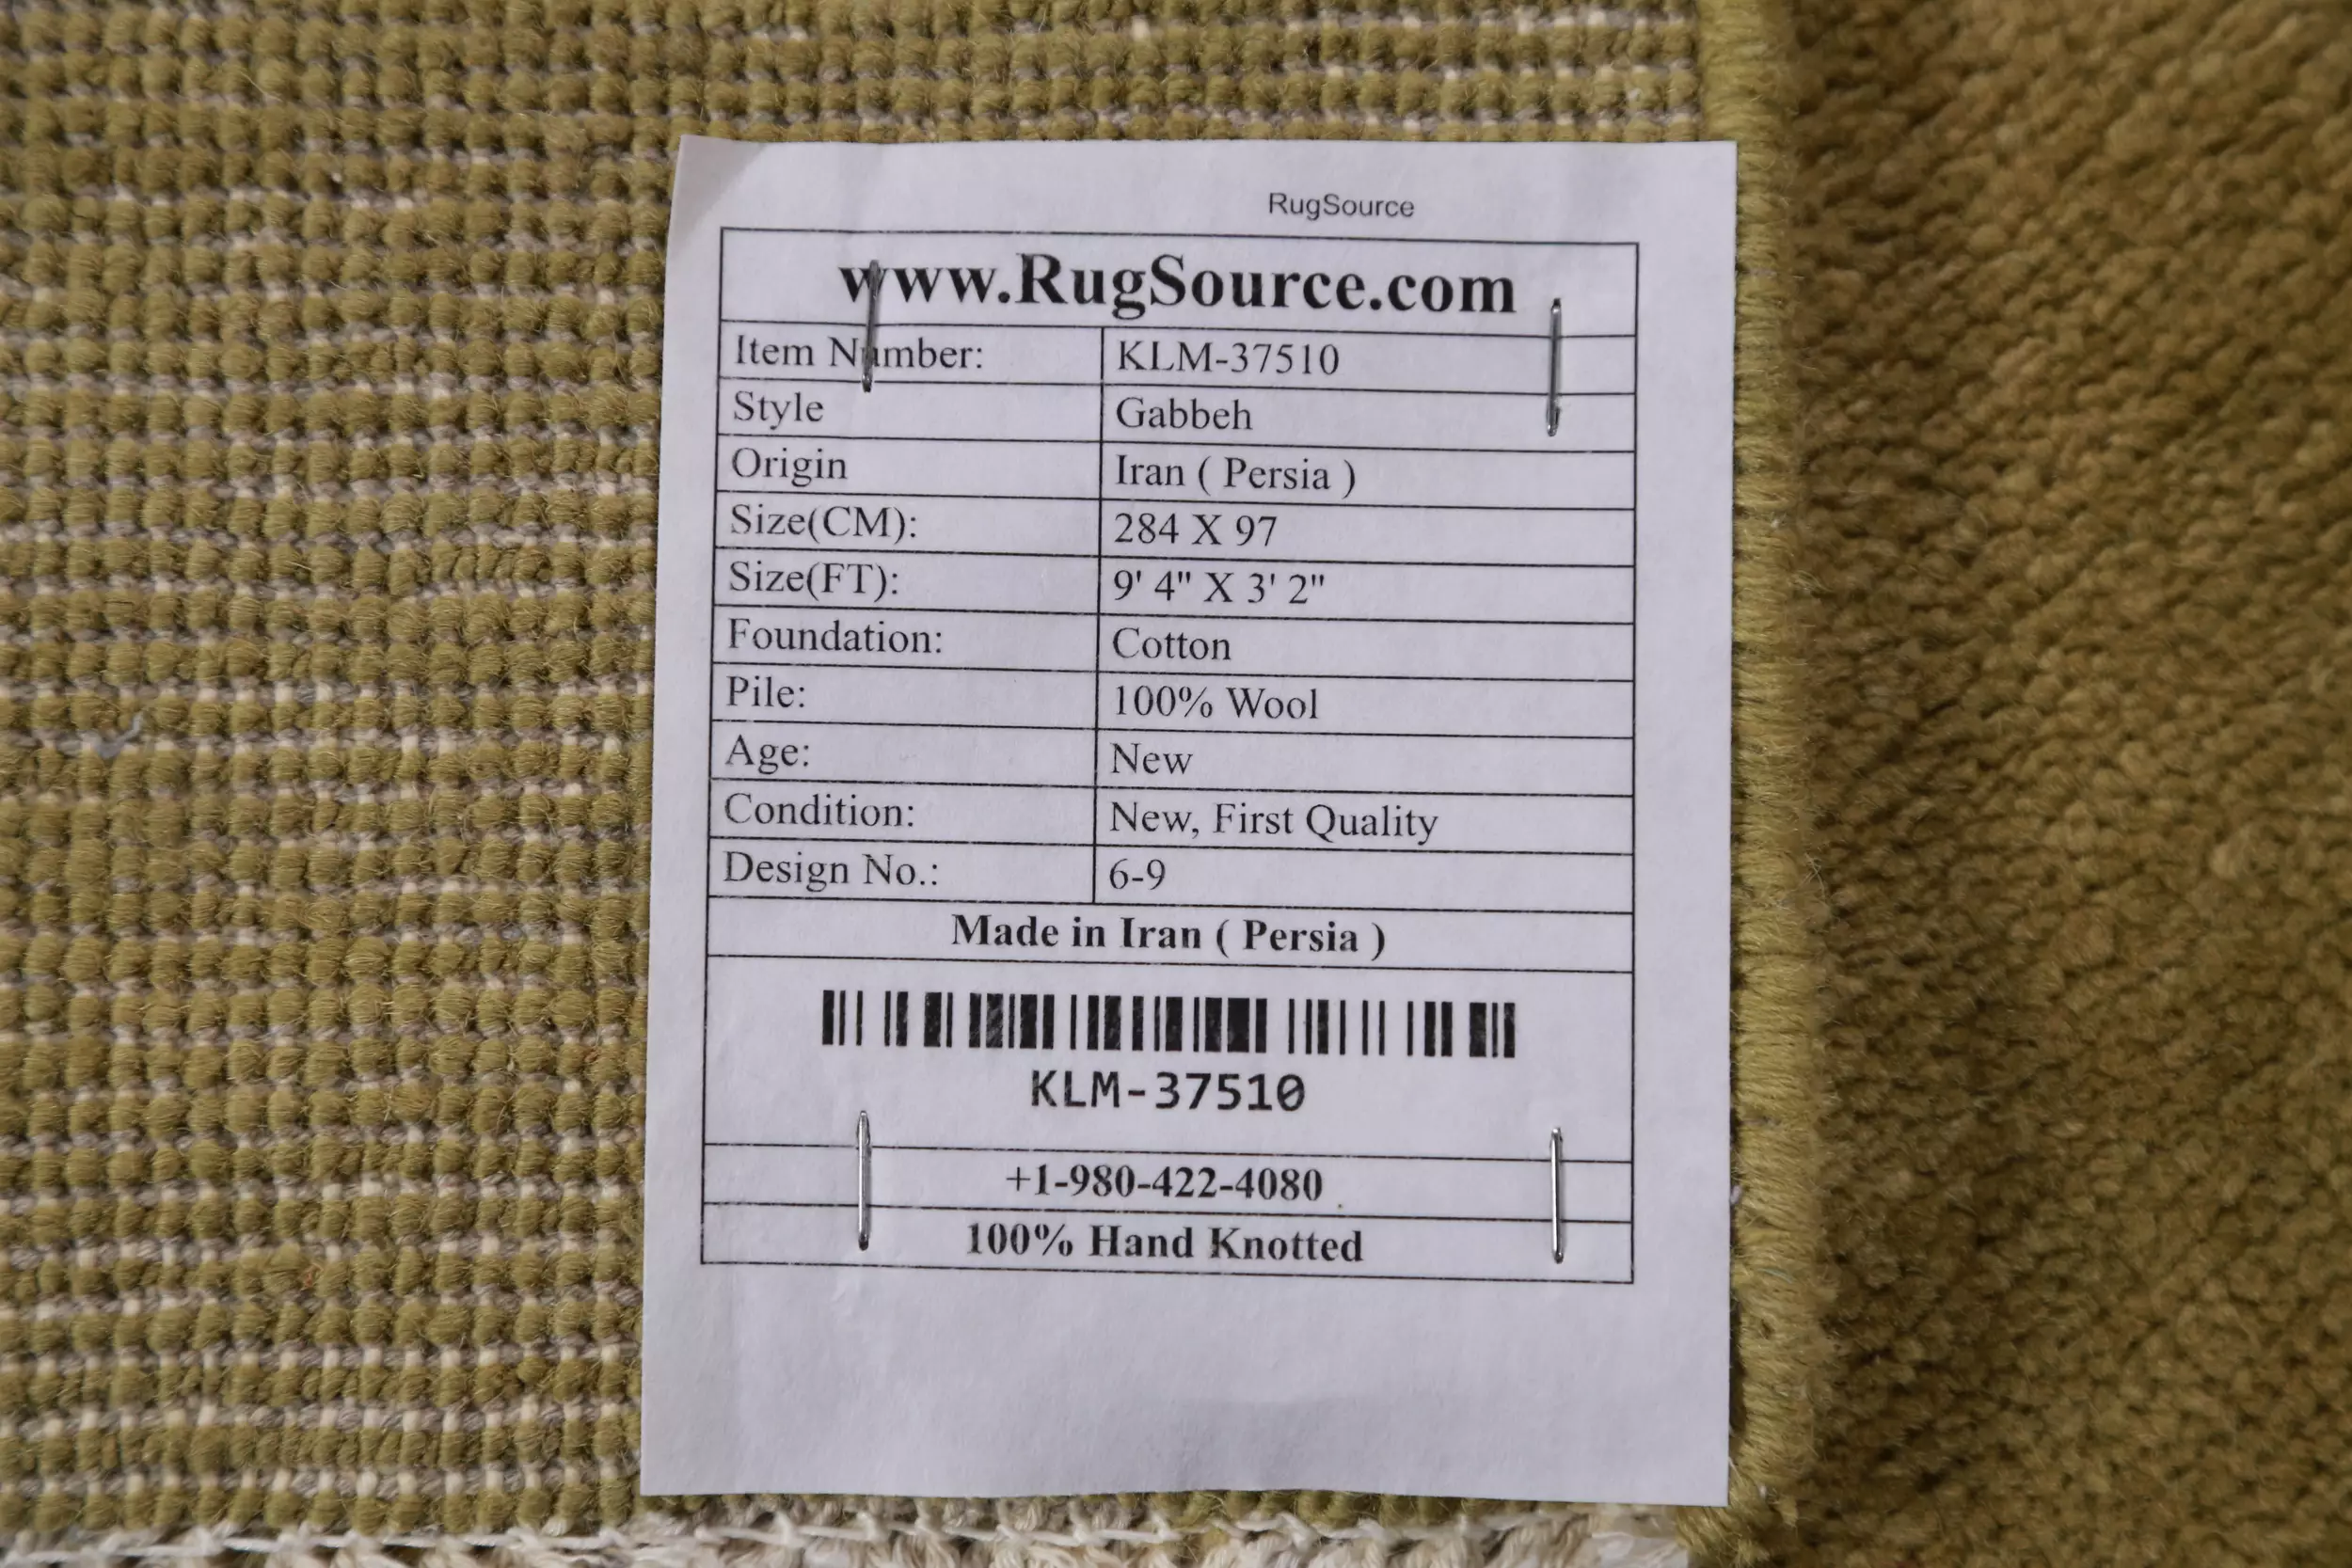 RugSource
www.RugSource.com
Item Number: KLM-37510
Style Gabbeh
Origin Iran ( Persia )
Size(CM): 284 X 97
Size(FT): 9' 4" X 3' 2"
Foundation: Cotton
Pile: 100% Wool
Age: New
Condition: New, First Quality
Design No.: 6-9
Made in Iran ( Persia )
KLM-37510
+1-980-422-4080
100% Hand Knotted